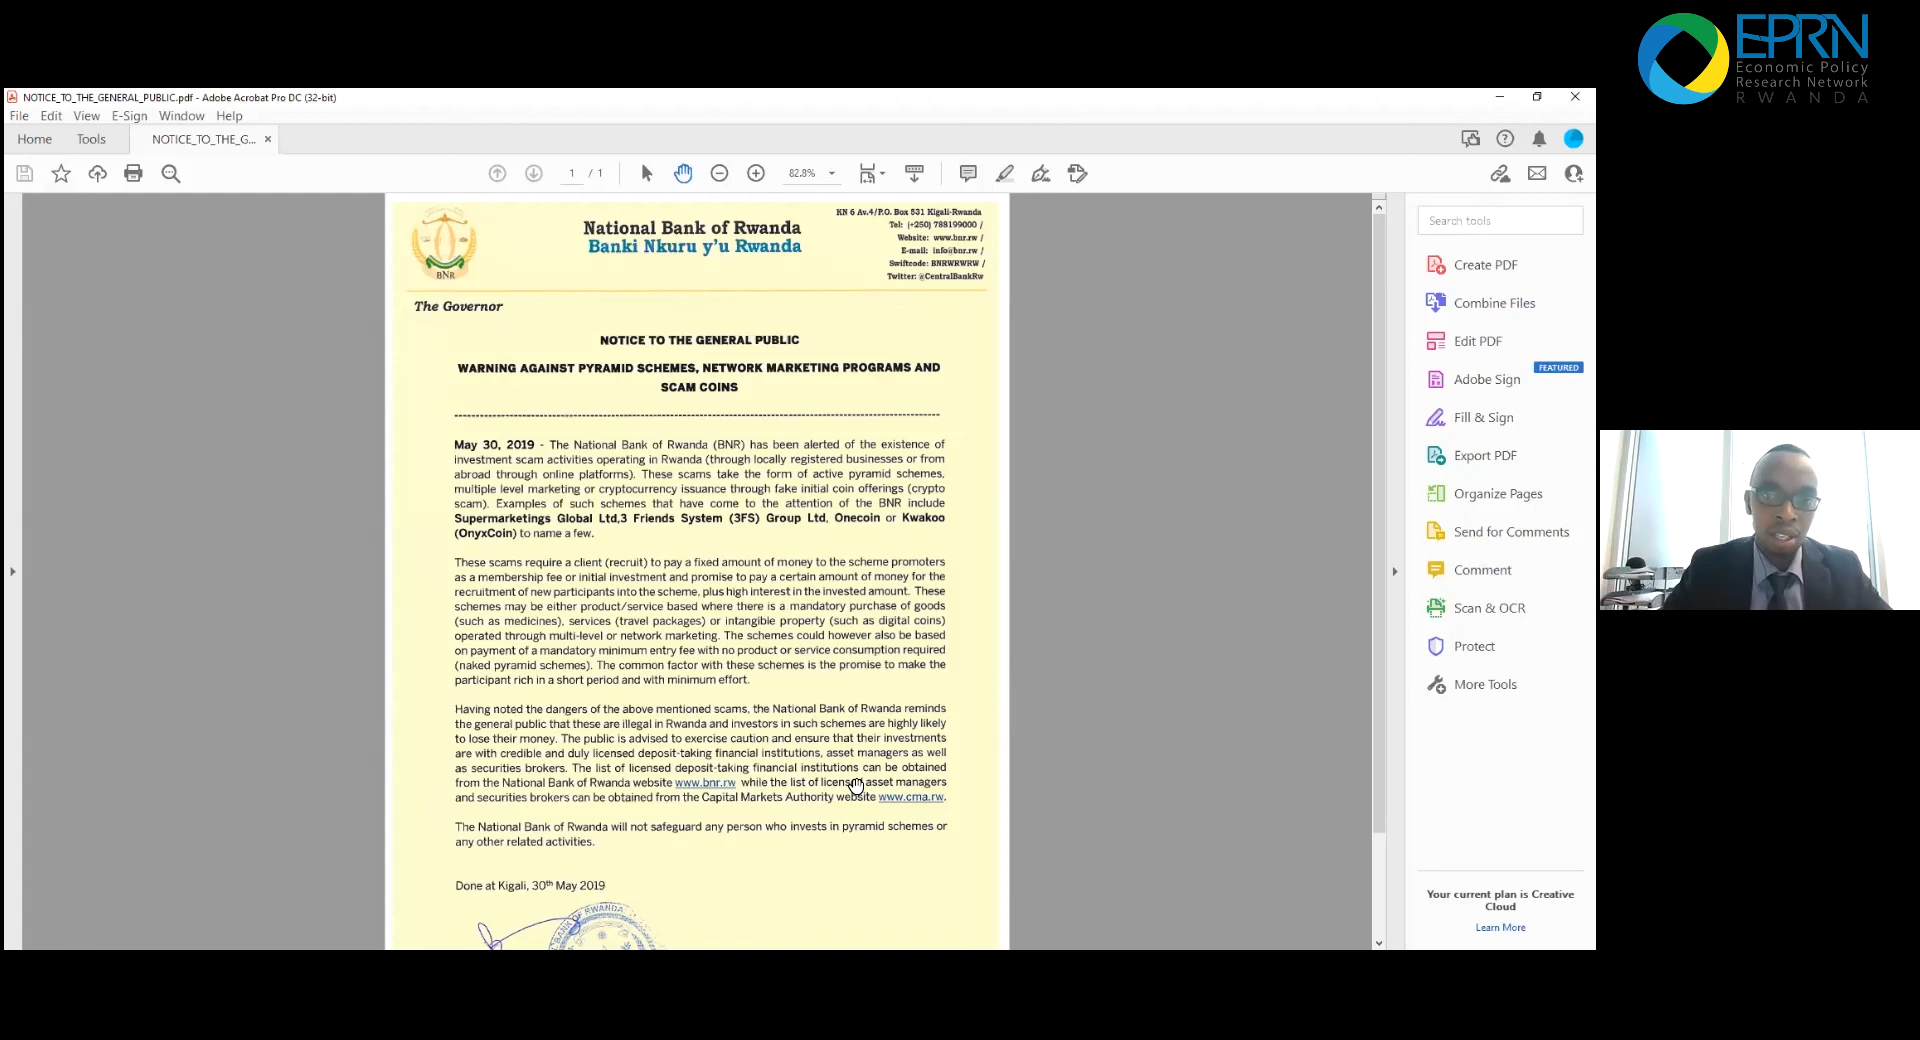 EPRN
Economic Policy
Research Network
RWANDA
NOTICE_TO_THE_GENERAL_PUBLIC.pdf - Adobe Acrobat Pro DC (32-bit)
File Edit View E-Sign Window Help
Home Tools NOTICE_TO_THE_G... ×
1 / 1 82.8%
National Bank of Rwanda
Banki Nkuru y'u Rwanda
KN 6 Av.4/P.O. Box 531 Kigali-Rwanda
Tel: (+250) 788199000 /
Website: www.bnr.rw /
E-mail: info@bnr.rw /
Swiftcode: BNRWRWRW /
Twitter: @CentralBankRw
BNR
The Governor
NOTICE TO THE GENERAL PUBLIC
WARNING AGAINST PYRAMID SCHEMES, NETWORK MARKETING PROGRAMS AND
SCAM COINS
May 30, 2019 - The National Bank of Rwanda (BNR) has been alerted of the existence of
investment scam activities operating in Rwanda (through locally registered businesses or from
abroad through online platforms). These scams take the form of active pyramid schemes,
multiple level marketing or cryptocurrency issuance through fake initial coin offerings (crypto
scam). Examples of such schemes that have come to the attention of the BNR include
Supermarketings Global Ltd,3 Friends System (3FS) Group Ltd, Onecoin or Kwakoo
(OnyxCoin) to name a few.
These scams require a client (recruit) to pay a fixed amount of money to the scheme promoters
as a membership fee or initial investment and promise to pay a certain amount of money for the
recruitment of new participants into the scheme, plus high interest in the invested amount. These
schemes may be either product/service based where there is a mandatory purchase of goods
(such as medicines), services (travel packages) or intangible property (such as digital coins)
operated through multi-level or network marketing. The schemes could however also be based
on payment of a mandatory minimum entry fee with no product or service consumption required
(naked pyramid schemes). The common factor with these schemes is the promise to make the
participant rich in a short period and with minimum effort.
Having noted the dangers of the above mentioned scams, the National Bank of Rwanda reminds
the general public that these are illegal in Rwanda and investors in such schemes are highly likely
to lose their money. The public is advised to exercise caution and ensure that their investments
are with credible and duly licensed deposit-taking financial institutions, asset managers as well
as securities brokers. The list of licensed deposit-taking financial institutions can be obtained
from the National Bank of Rwanda website www.bnr.rw while the list of licensed asset managers
and securities brokers can be obtained from the Capital Markets Authority website www.cma.rw.
The National Bank of Rwanda will not safeguard any person who invests in pyramid schemes or
any other related activities.
Done at Kigali, 30th May 2019
BANK OF RWANDA
Search tools
Create PDF
Combine Files
Edit PDF
FEATURED
Adobe Sign
Fill & Sign
Export PDF
Organize Pages
Send for Comments
Comment
Scan & OCR
Protect
More Tools
Your current plan is Creative
Cloud
Learn More